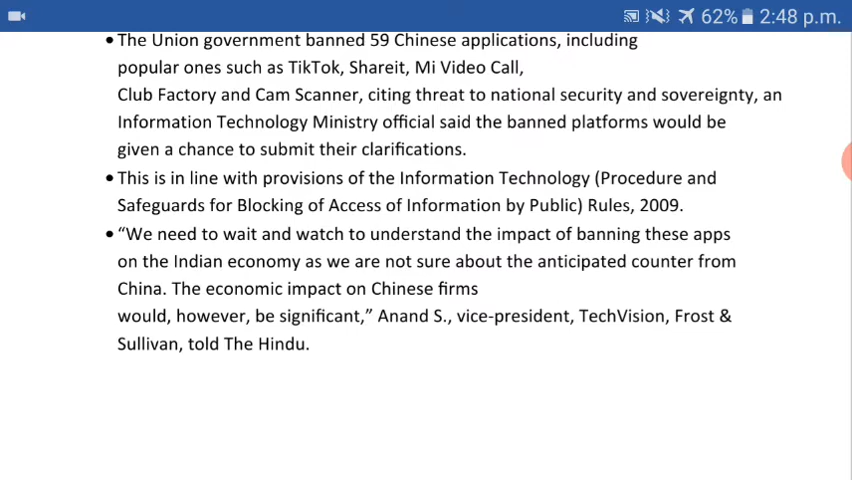 62% 2:48 p.m.
• The Union government banned 59 Chinese applications, including
popular ones such as TikTok, Shareit, Mi Video Call,
Club Factory and Cam Scanner, citing threat to national security and sovereignty, an
Information Technology Ministry official said the banned platforms would be
given a chance to submit their clarifications.
• This is in line with provisions of the Information Technology (Procedure and
Safeguards for Blocking of Access of Information by Public) Rules, 2009.
• “We need to wait and watch to understand the impact of banning these apps
on the Indian economy as we are not sure about the anticipated counter from
China. The economic impact on Chinese firms
would, however, be significant,” Anand S., vice-president, TechVision, Frost &
Sullivan, told The Hindu.